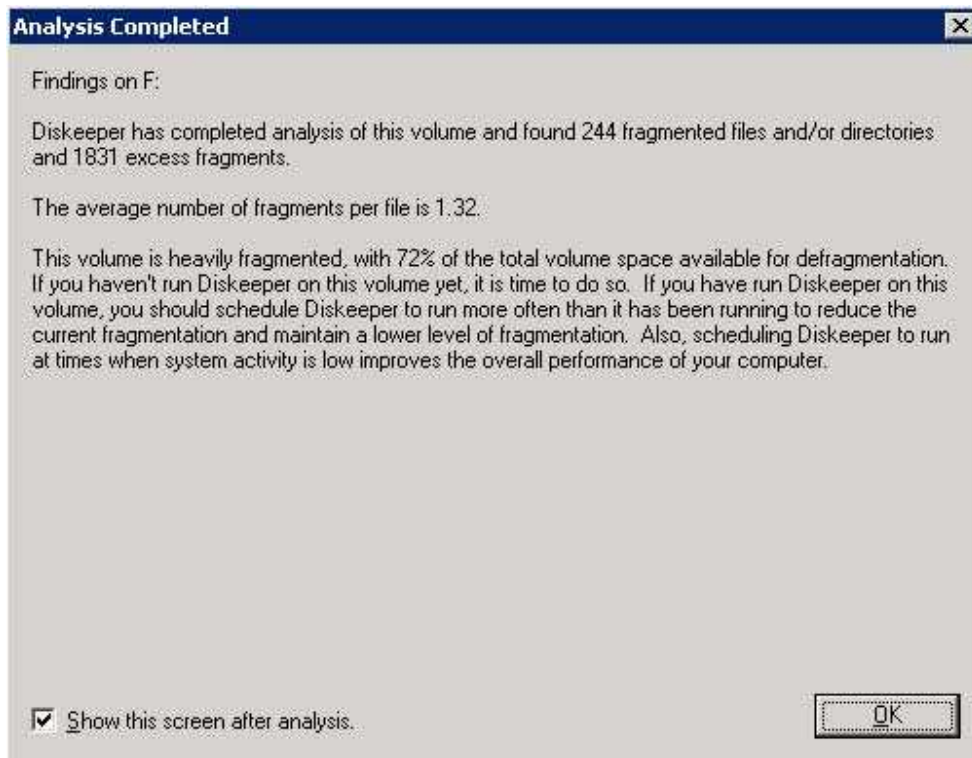 Analysis Completed
Findings on F:
Diskeeper has completed analysis of this volume and found 244 fragmented files and/or directories
and 1831 excess fragments.
The average number of fragments per file is 1.32.
This volume is heavily fragmented, with 72% of the total volume space available for defragmentation.
If you haven't run Diskeeper on this volume yet, it is time to do so.  If you have run Diskeeper on this
volume, you should schedule Diskeeper to run more often than it has been running to reduce the
current fragmentation and maintain a lower level of fragmentation.  Also, scheduling Diskeeper to run
at times when system activity is low improves the overall performance of your computer.
Show this screen after analysis.
OK